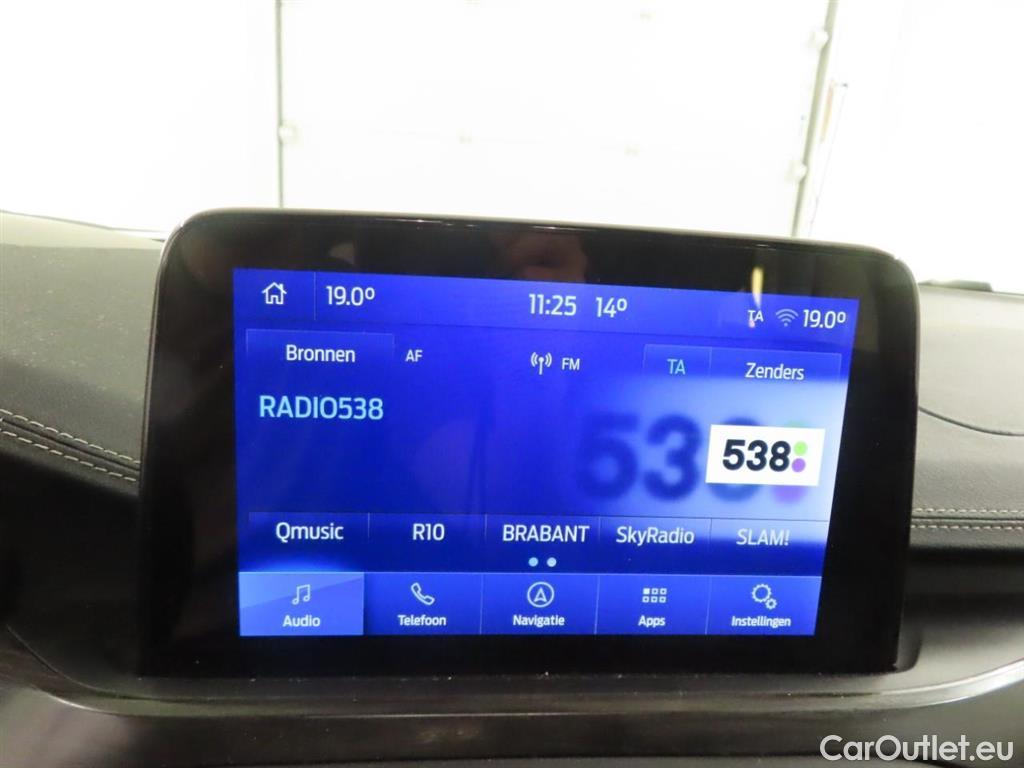 19.0° 11:25 14° TA 19.0°
Bronnen AF FM TA Zenders
RADIO538
538
538
Qmusic R10 BRABANT SkyRadio SLAM!
Audio Telefoon Navigatie Apps Instellingen
CarOutlet.eu